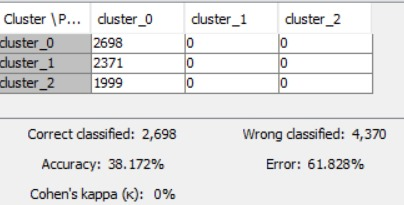 Cluster \ P... cluster_0 cluster_1 cluster_2
cluster_0 2698 0 0
cluster_1 2371 0 0
cluster_2 1999 0 0
Correct classified: 2,698 Wrong classified: 4,370
Accuracy: 38.172% Error: 61.828%
Cohen's kappa (κ): 0%